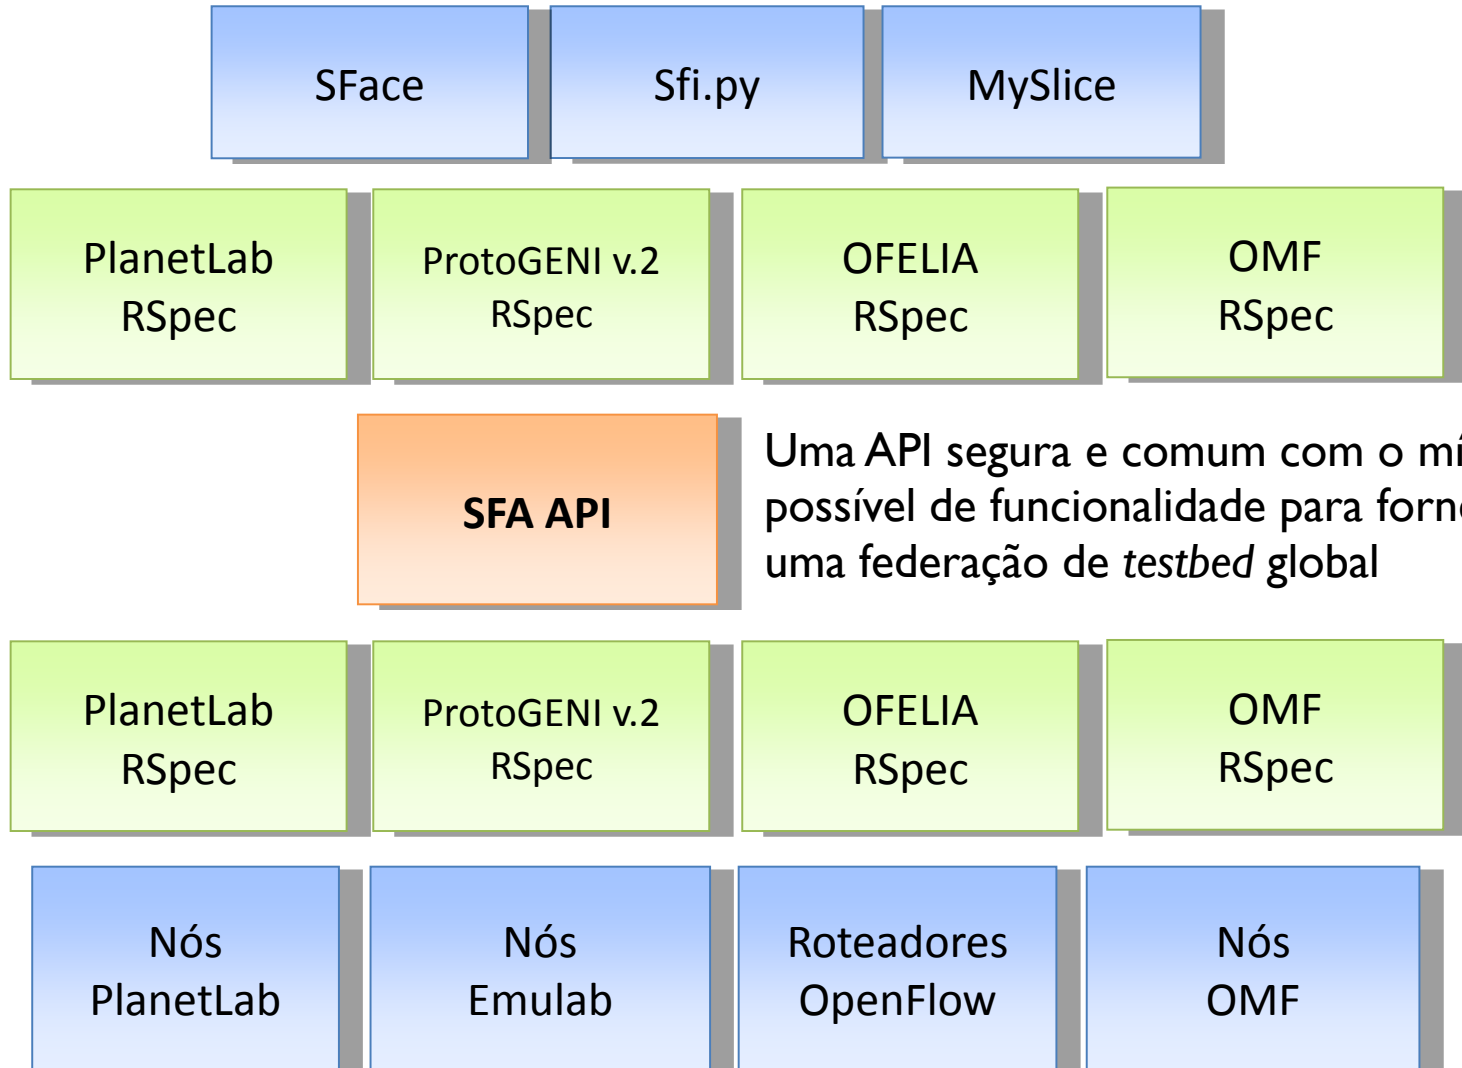 SFace
Sfi.py
MySlice
PlanetLab
RSpec
ProtoGENI v.2
RSpec
OFELIA
RSpec
OMF
RSpec
SFA API
Uma API segura e comum com o
possível de funcionalidade para
uma federação de testbed global
PlanetLab
RSpec
ProtoGENI v.2
RSpec
OFELIA
RSpec
OMF
RSpec
Nós
PlanetLab
Nós
Emulab
Roteadores
OpenFlow
Nós
OMF